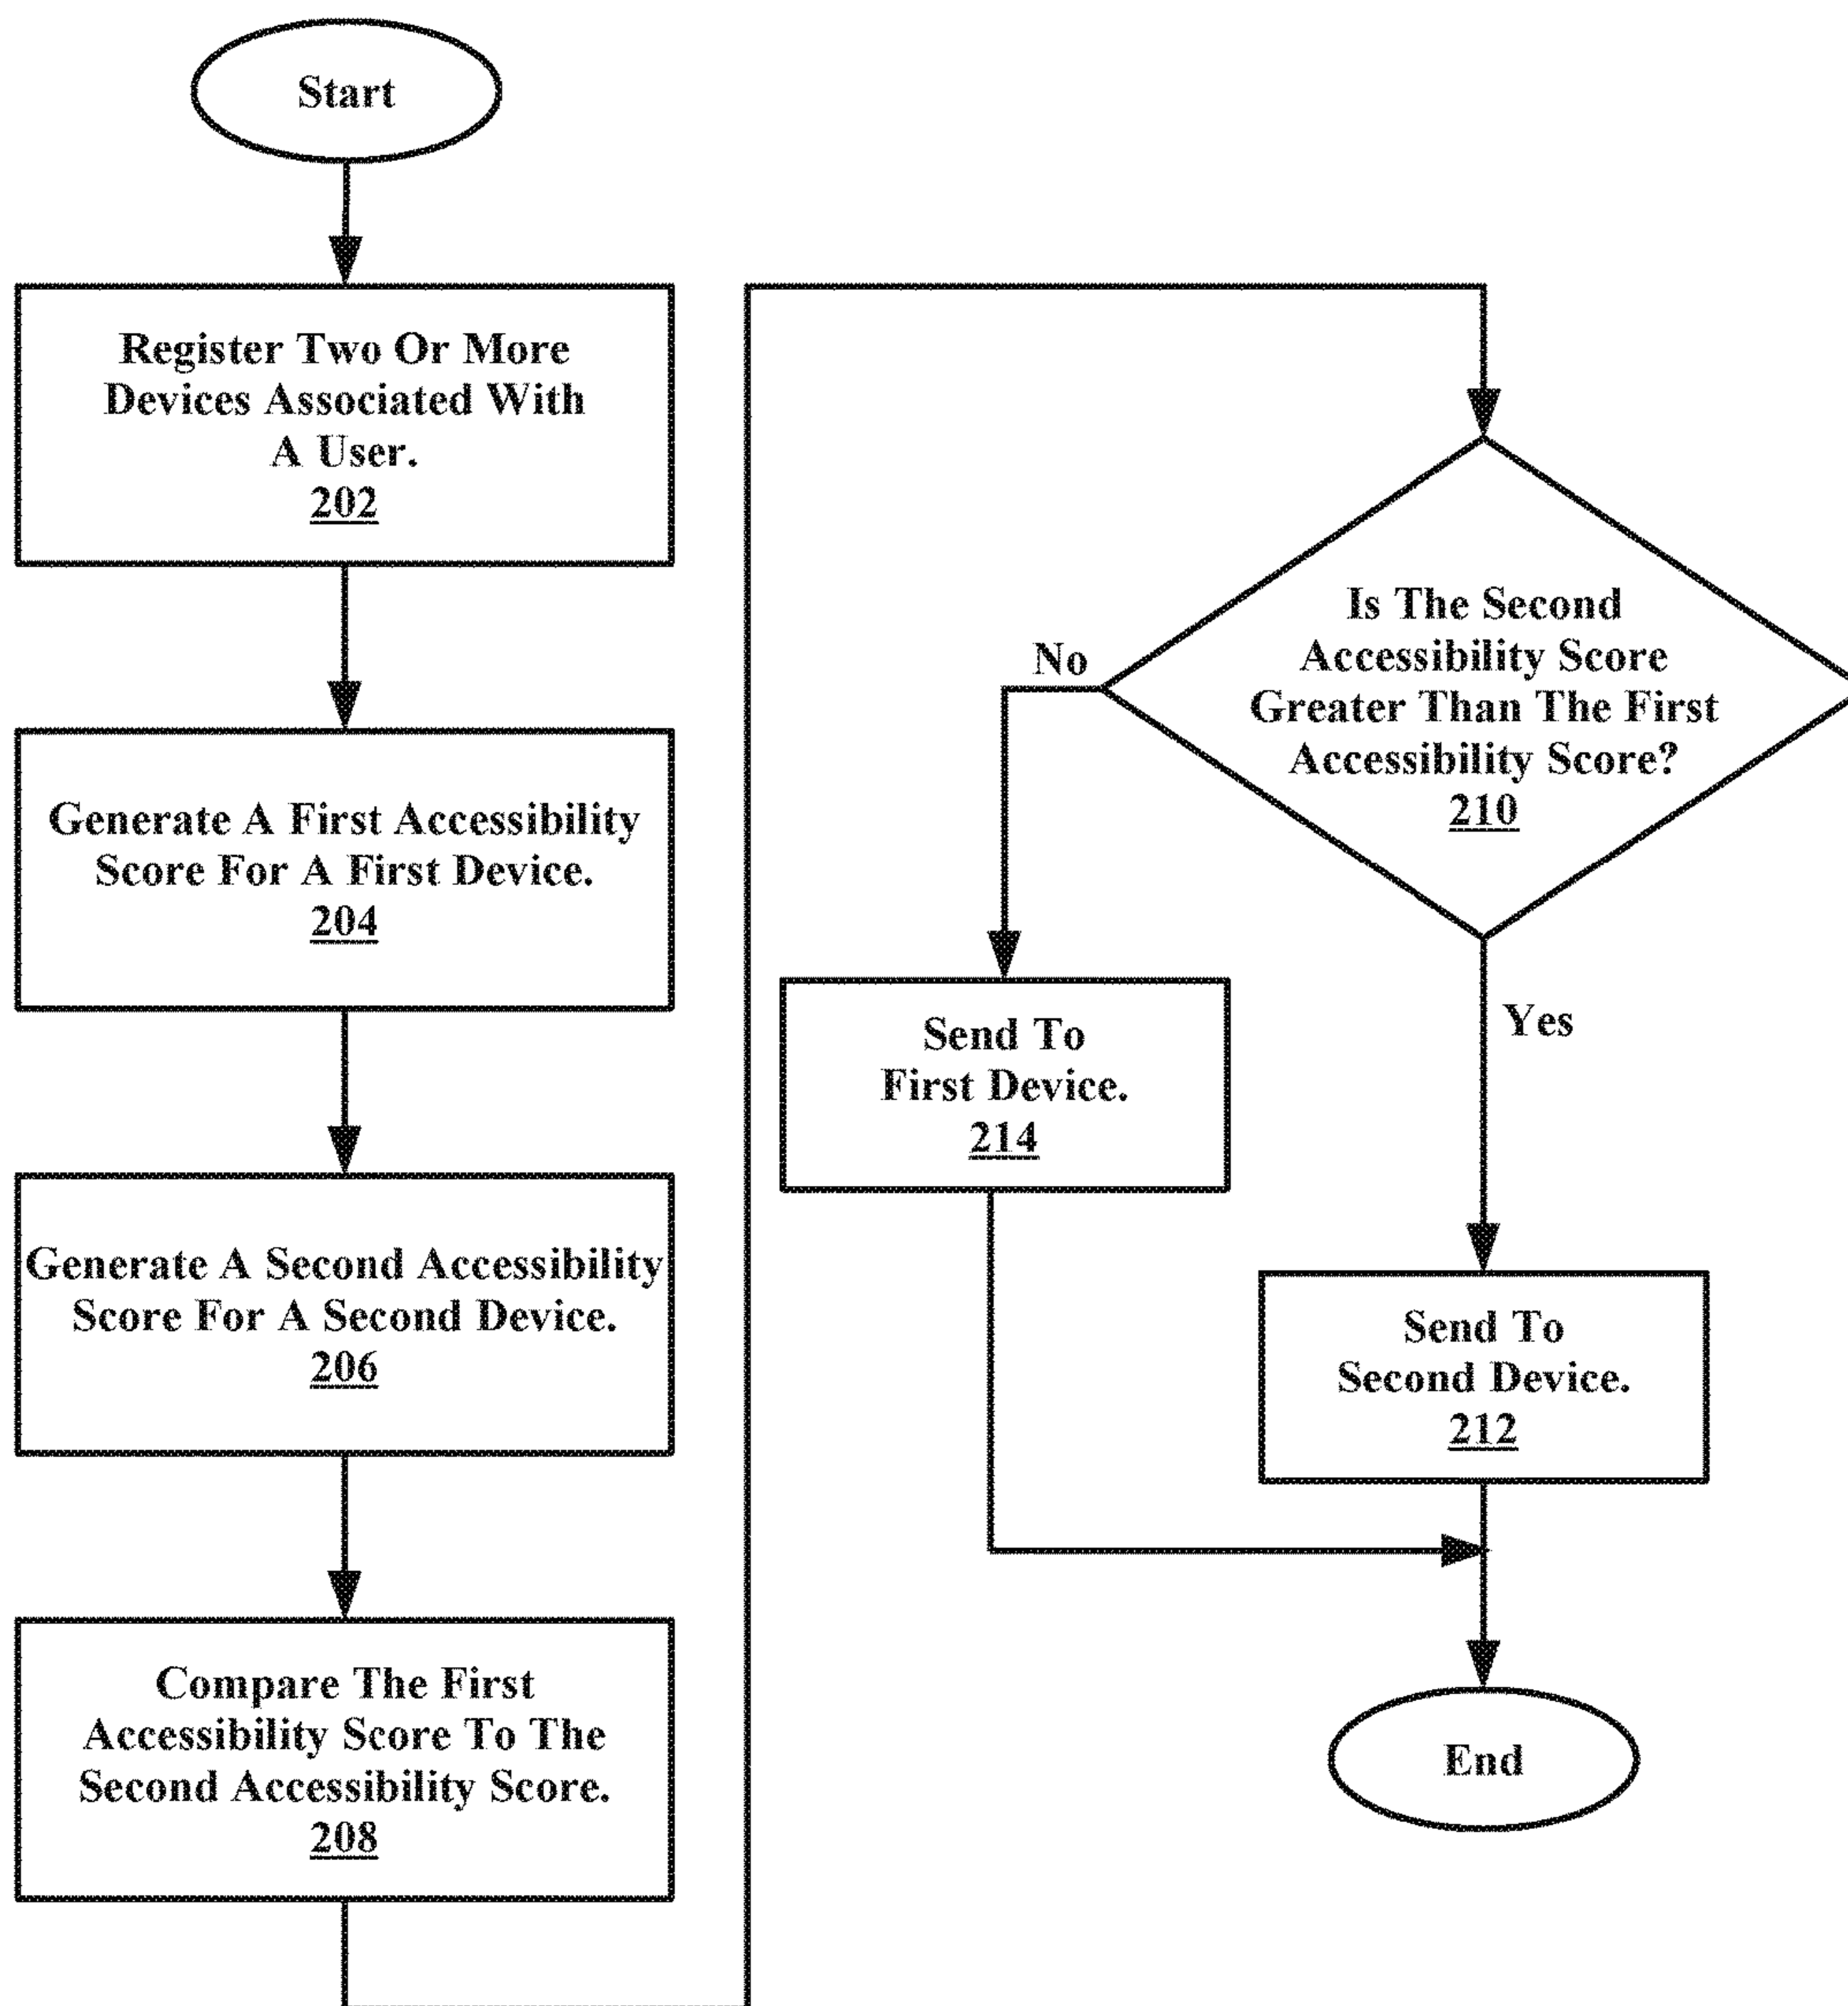 Start
Register Two Or More
Devices Associated With
A User.
202
Generate A First Accessibility
Score For A First Device.
204
Generate A Second Accessibility
Score For A Second Device.
206
Compare The First
Accessibility Score To The
Second Accessibility Score.
208
Is The Second
Accessibility Score
Greater Than The First
Accessibility Score?
210
No
Yes
Send To
First Device.
214
Send To
Second Device.
212
End